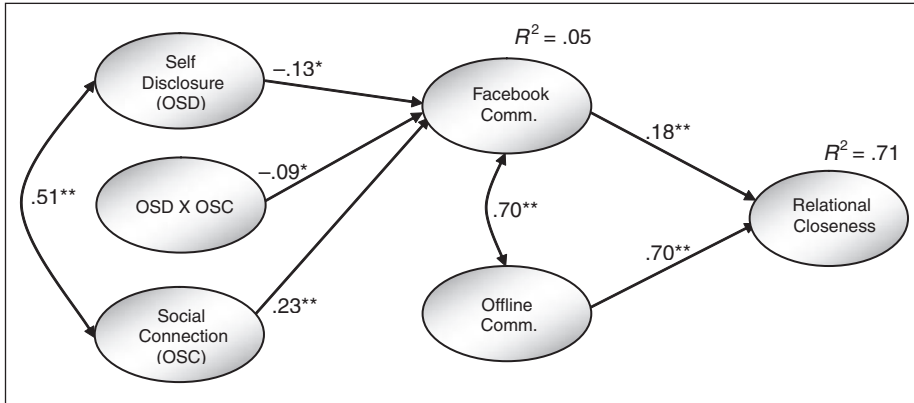 R² = .05
Self
Disclosure
(OSD)
–.13*
Facebook
Comm.
.18**
R² = .71
OSD X OSC
–.09*
.51**
.70**
Relational
Closeness
Social
Connection
(OSC)
.23**
Offline
Comm.
.70**